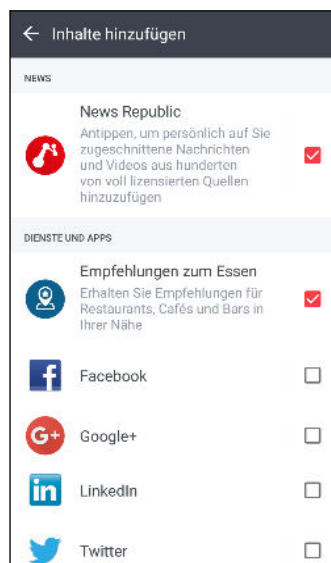 Inhalte hinzufügen
NEWS
News Republic
Antippen, um persönlich auf Sie
zugeschnittene Nachrichten
und Videos aus hunderten
von voll lizensierten Quellen
hinzuzufügen
DIENSTE UND APPS
Empfehlungen zum Essen
Erhalten Sie Empfehlungen für
Restaurants, Cafés und Bars in
Ihrer Nähe
Facebook
G+ Google+
in LinkedIn
Twitter